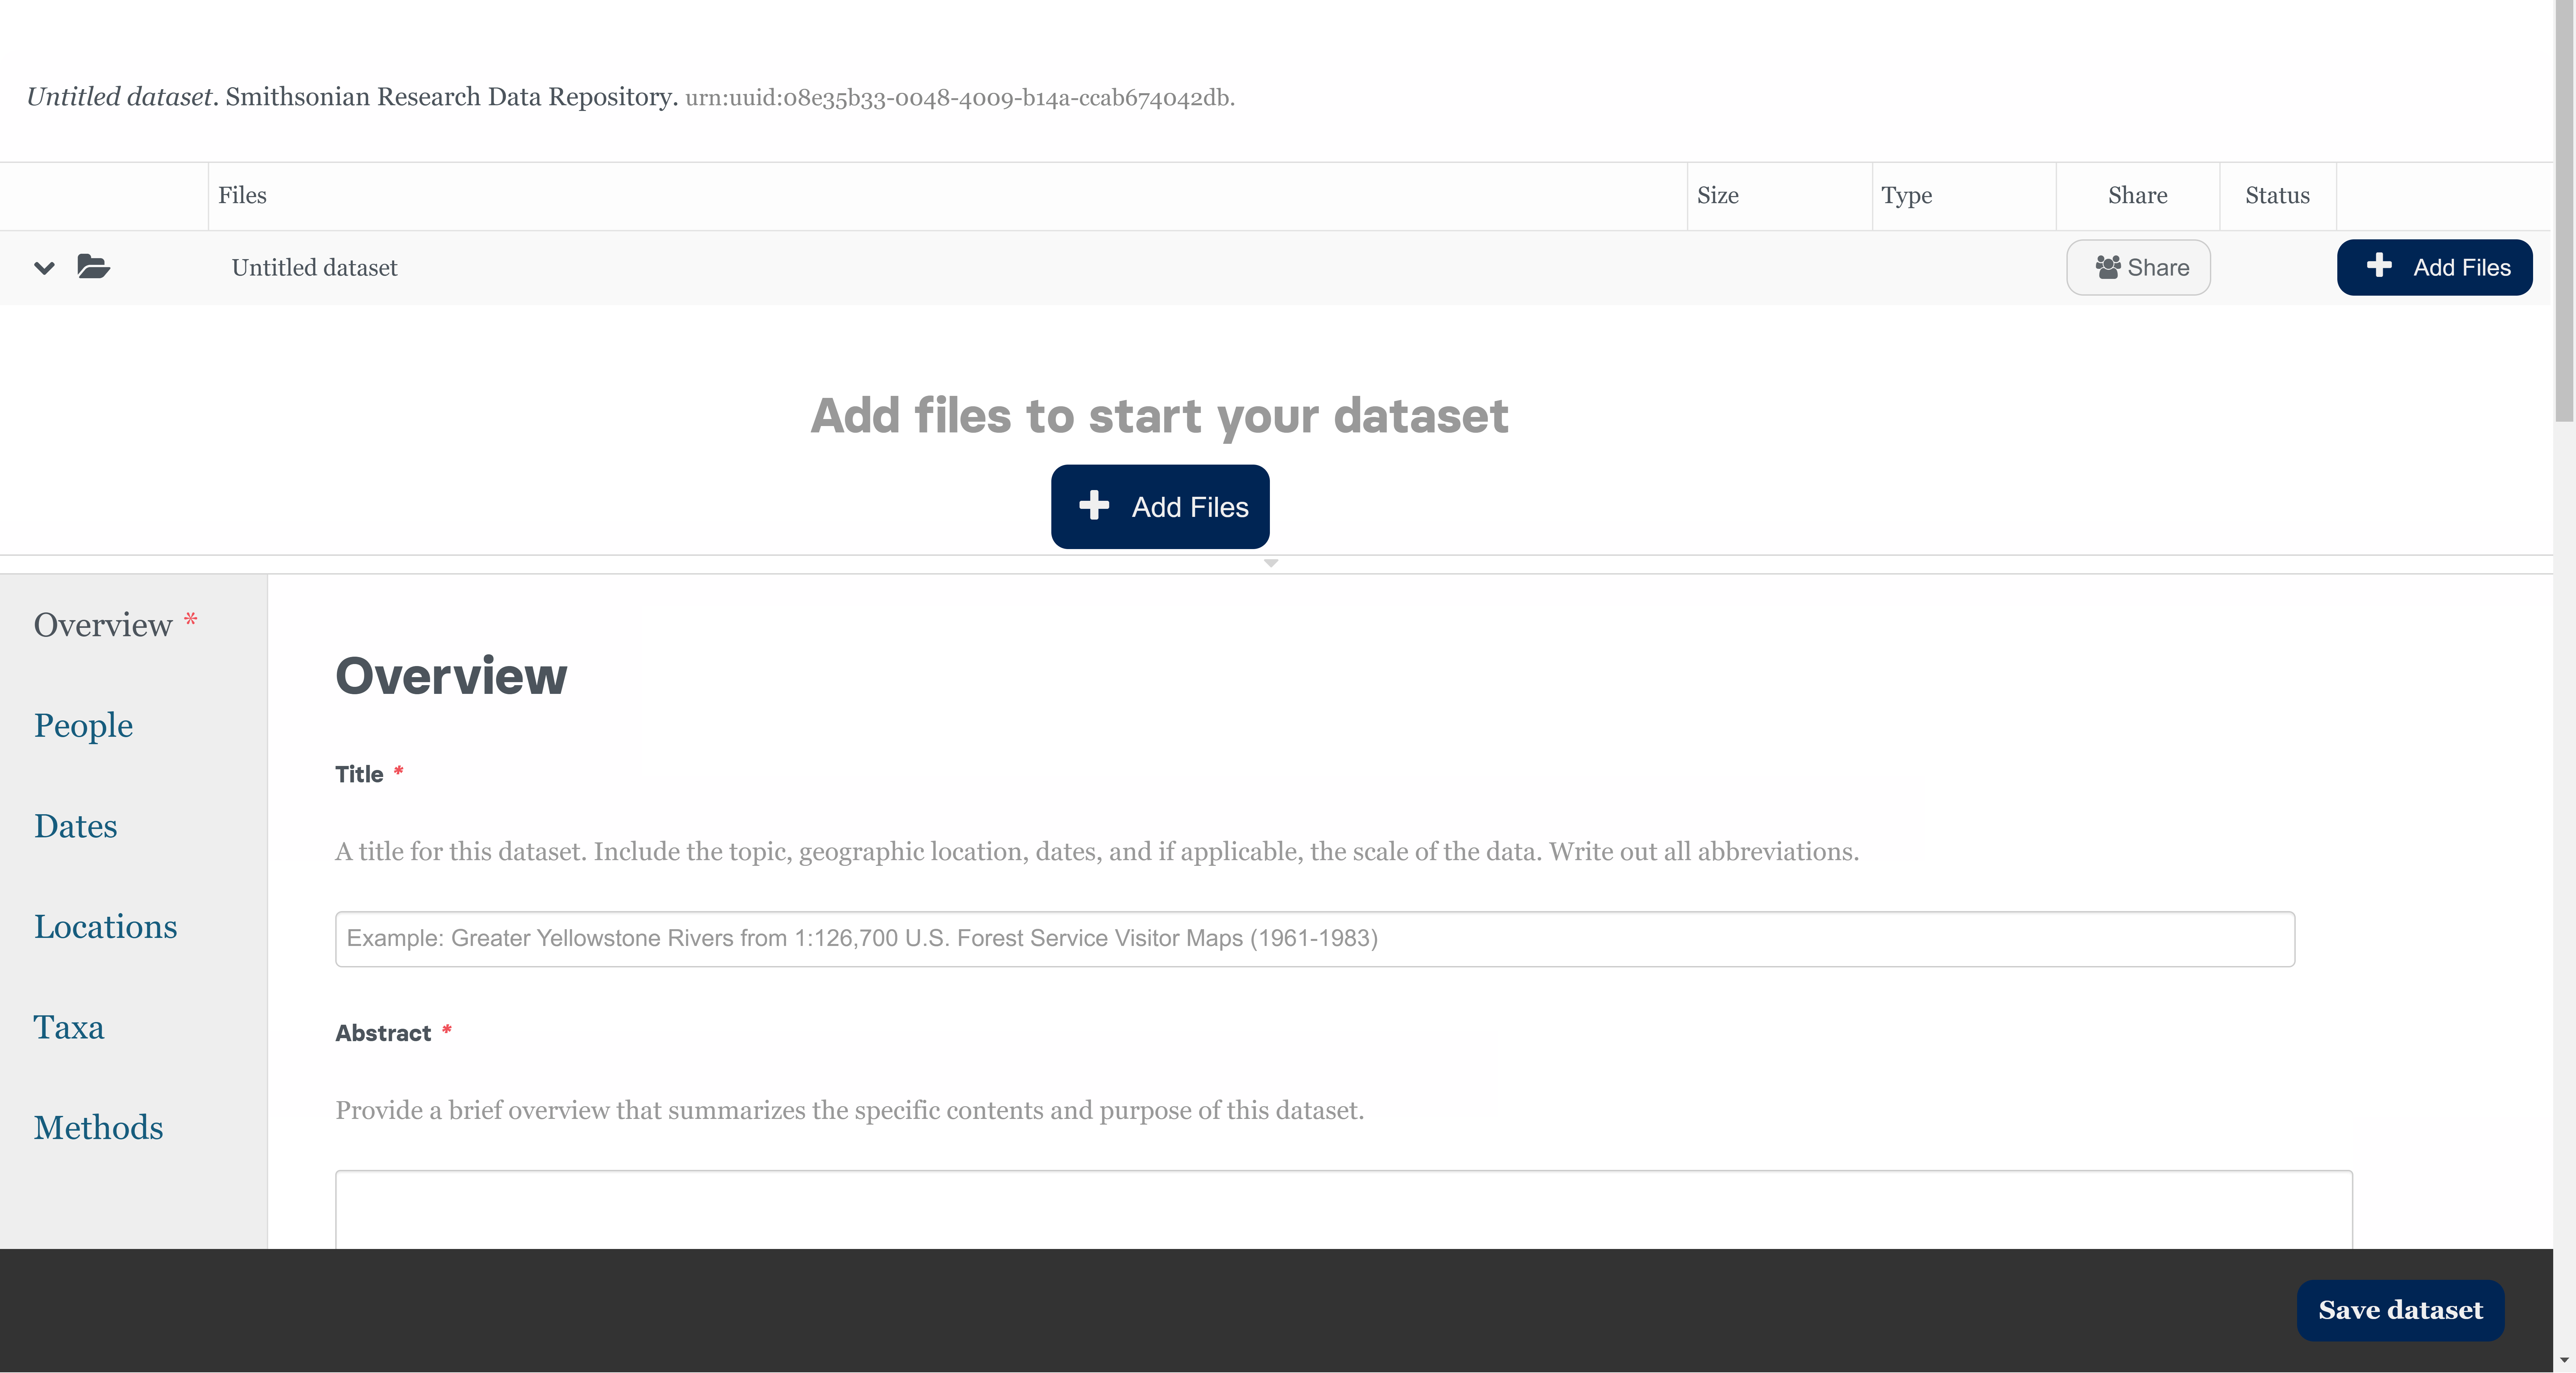 Untitled dataset. Smithsonian Research Data Repository. urn:uuid:08e35b33-0048-4009-b14a-ccab674042db.
Files Size Type Share Status
Untitled dataset Share Add Files
Add files to start your dataset
Add Files
Overview *
People
Dates
Locations
Taxa
Methods
Overview
Title *
A title for this dataset. Include the topic, geographic location, dates, and if applicable, the scale of the data. Write out all abbreviations.
Example: Greater Yellowstone Rivers from 1:126,700 U.S. Forest Service Visitor Maps (1961-1983)
Abstract *
Provide a brief overview that summarizes the specific contents and purpose of this dataset.
Save dataset